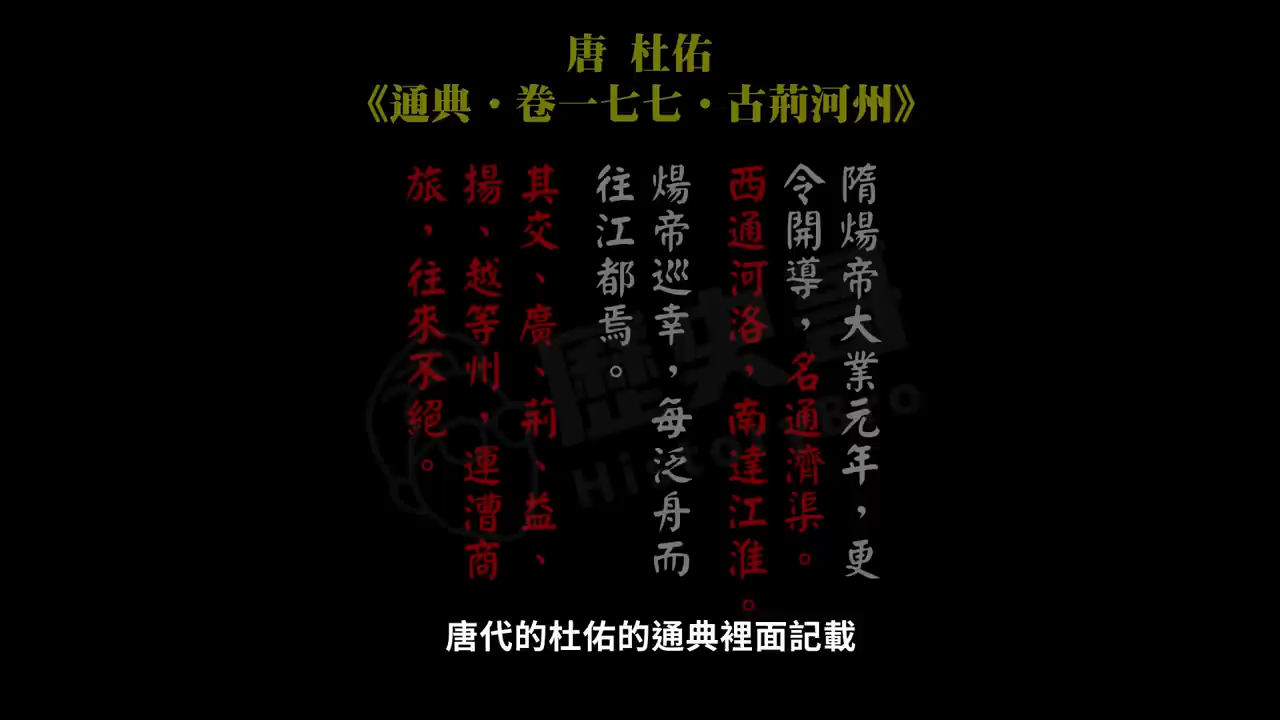 唐 杜佑
《通典·卷一七七·古荊河州》
隋煬帝大業元年，更
令開導，名通濟渠。
西通河洛，南達江淮。
煬帝巡幸，每泛舟而
往江都焉。
其交、廣、荊、益、
揚、越等州，運漕商
旅，往來不絕。
歷史哥
HistoryBro
唐代的杜佑的通典裡面記載